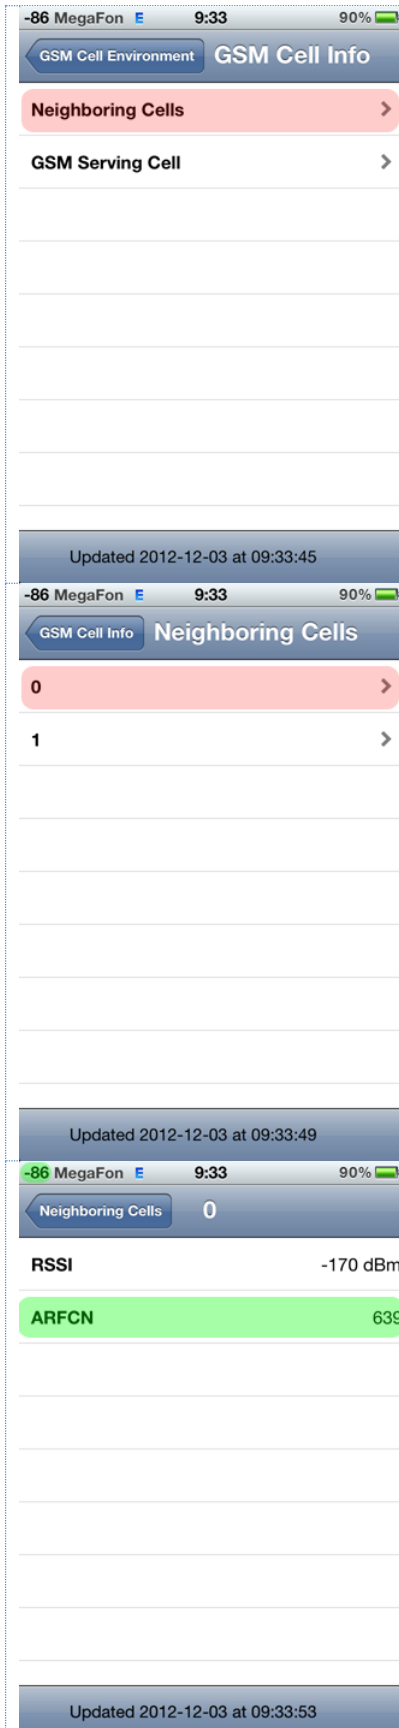 -86 MegaFon E 9:33 90%
GSM Cell Environment GSM Cell Info
Neighboring Cells
GSM Serving Cell
Updated 2012-12-03 at 09:33:45
-86 MegaFon E 9:33 90%
GSM Cell Info Neighboring Cells
0
1
Updated 2012-12-03 at 09:33:49
-86 MegaFon E 9:33 90%
Neighboring Cells 0
RSSI -170 dBm
ARFCN 639
Updated 2012-12-03 at 09:33:53